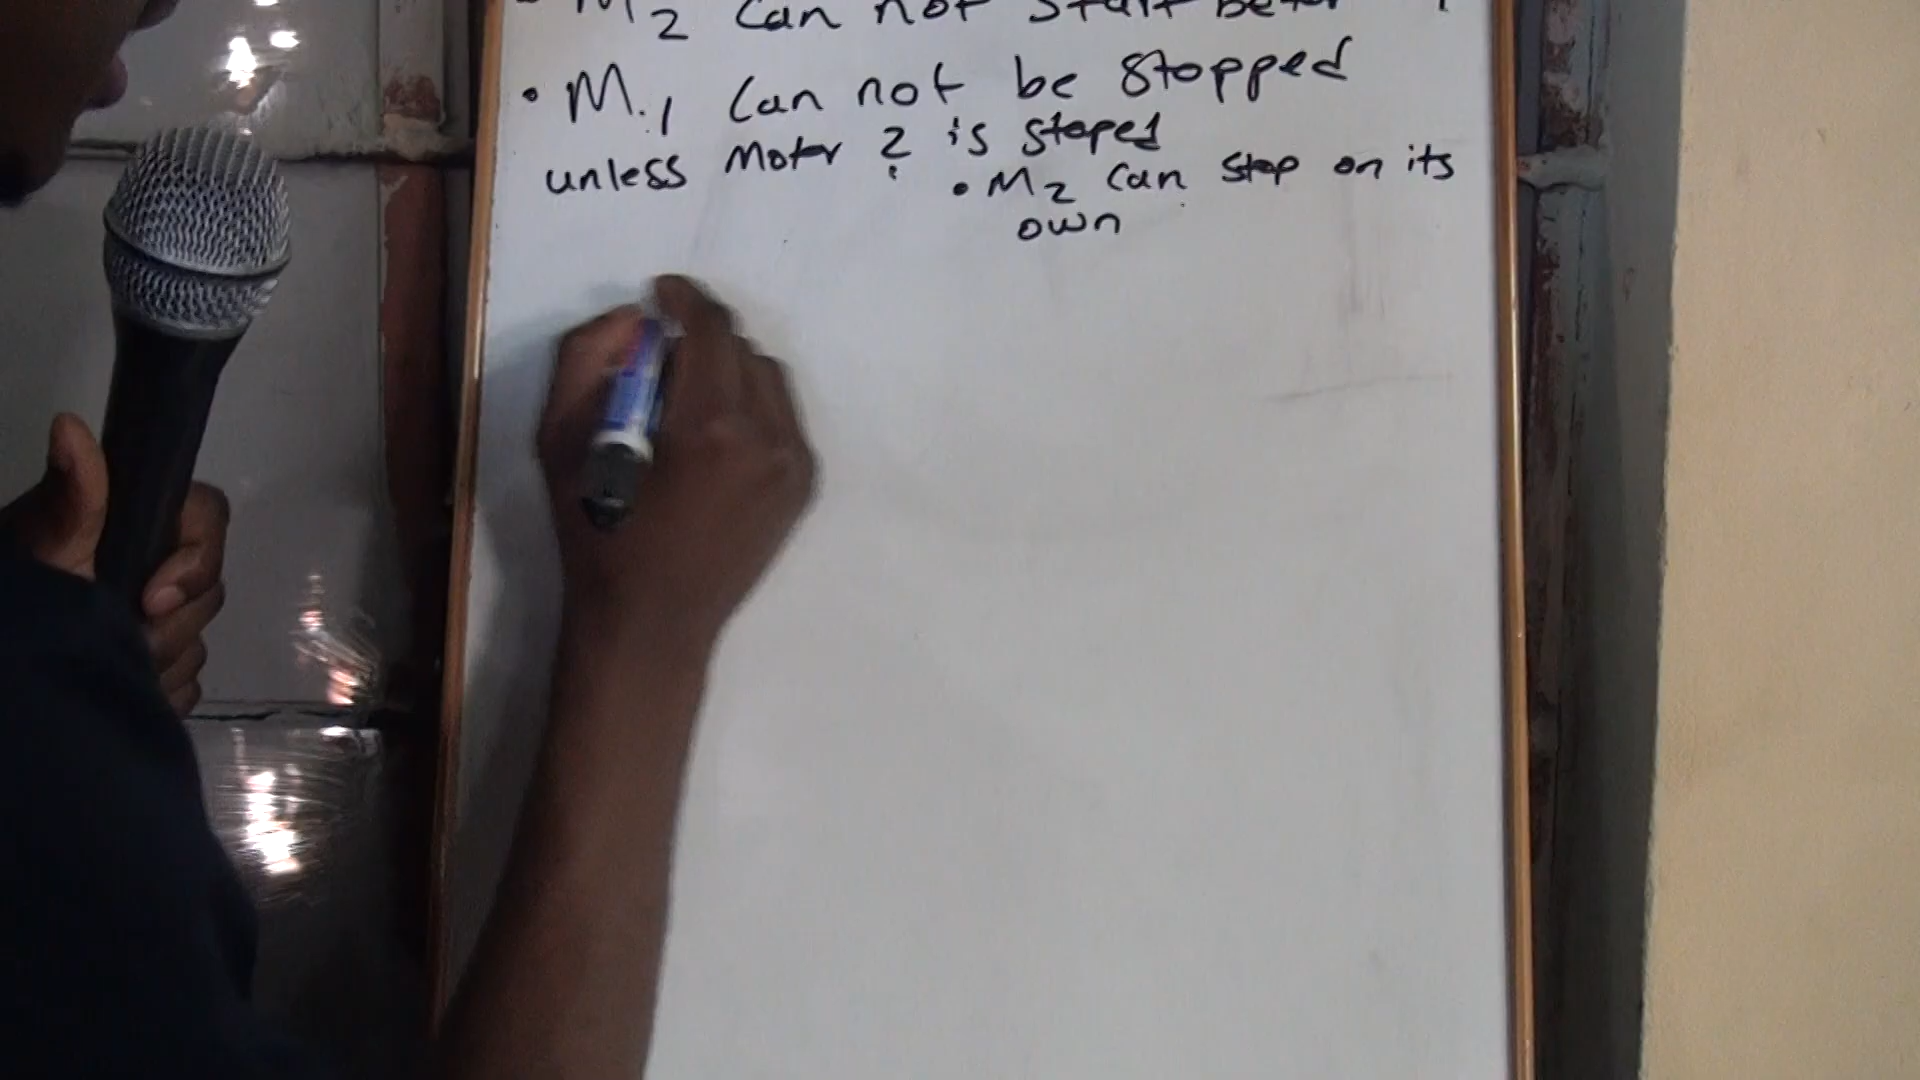 M2 can not start before
• M.1 can not be stopped
unless Motor 2 is stoped
• M2 can stop on its
own